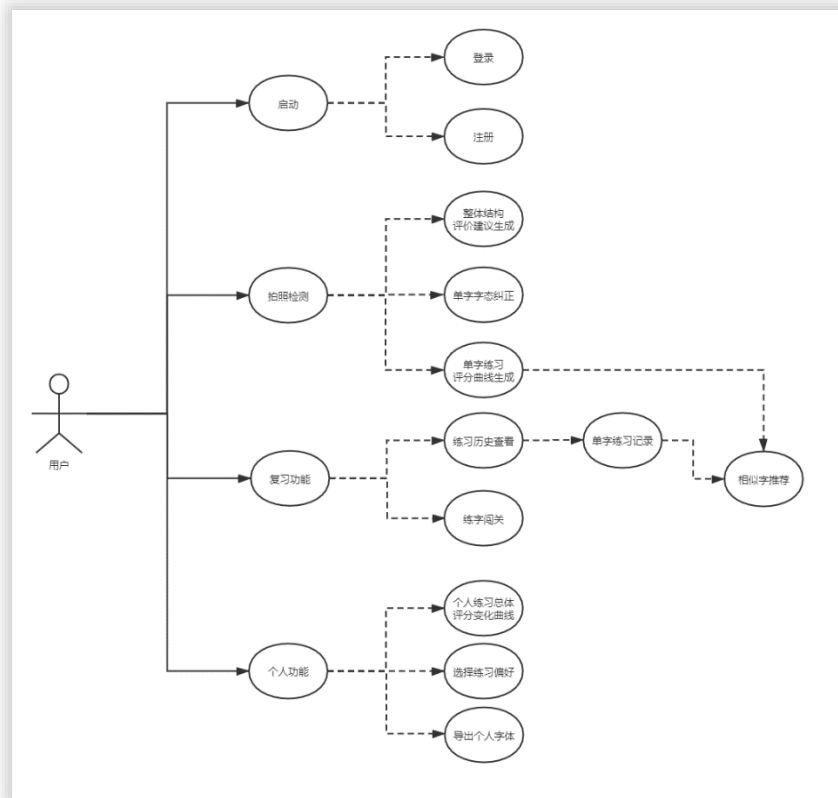 登录
启动
注册
整体结构
评价建议生成
拍照检测
单字字态纠正
单字练习
评分曲线生成
用户
练习历史查看
单字练习记录
复习功能
相似字推荐
练字闯关
个人练习总体
评分变化曲线
个人功能
选择练习偏好
导出个人字体